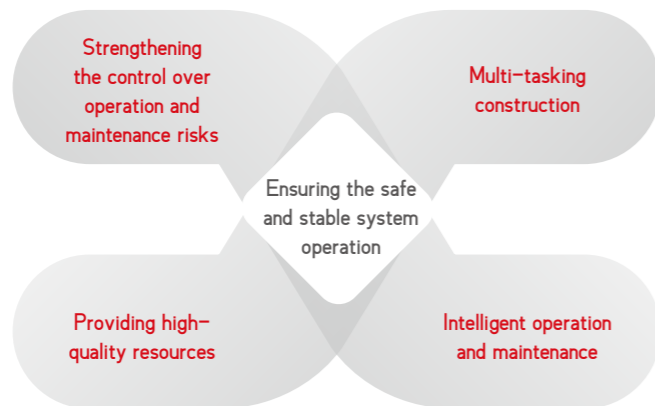 Strengthening
the control over
operation and
maintenance risks
Multi-tasking
construction
Ensuring the safe
and stable system
operation
Providing high-
quality resources
Intelligent operation
and maintenance